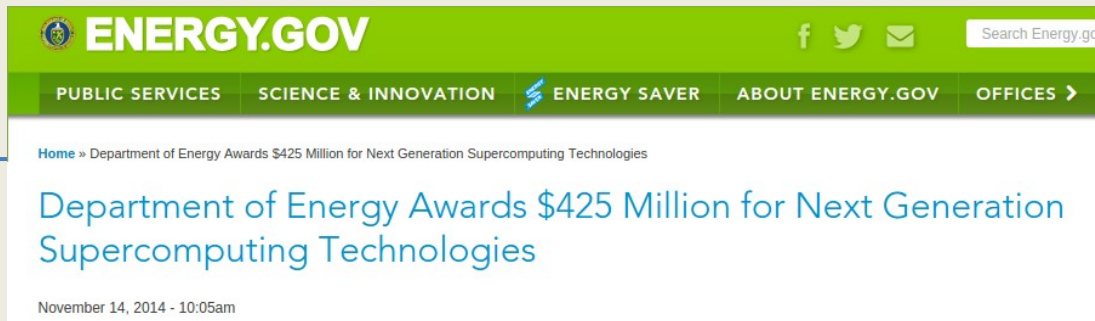 ENERGY.GOV
Search Energy.go
PUBLIC SERVICES SCIENCE & INNOVATION ENERGY SAVER ABOUT ENERGY.GOV OFFICES
Home » Department of Energy Awards $425 Million for Next Generation Supercomputing Technologies
Department of Energy Awards $425 Million for Next Generation
Supercomputing Technologies
November 14, 2014 - 10:05am